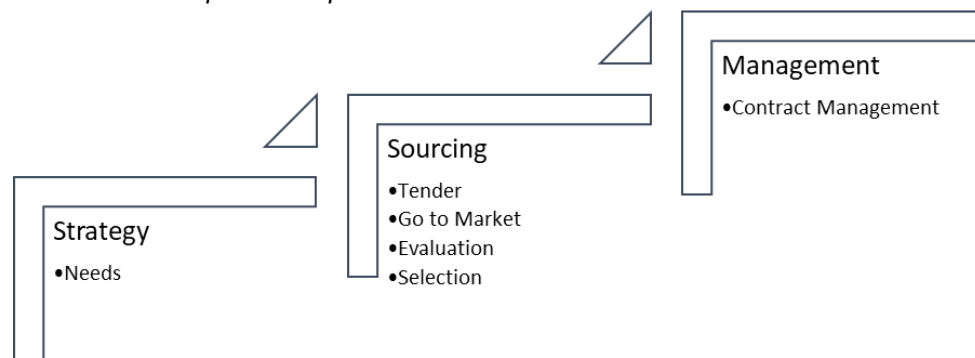 Strategy
•Needs
Sourcing
•Tender
•Go to Market
•Evaluation
•Selection
Management
•Contract Management